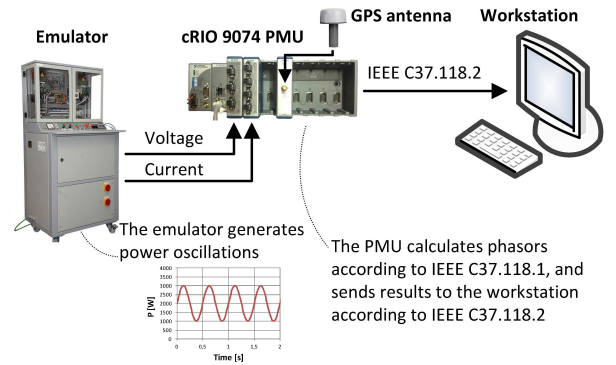 Emulator
cRIO 9074 PMU
GPS antenna
Workstation
IEEE C37.118.2
Voltage
Current
The emulator generates
power oscillations
The PMU calculates phasors
according to IEEE C37.118.1, and
sends results to the workstation
according to IEEE C37.118.2
P [W]
4000
3500
3000
2500
2000
1500
1000
500
0
0 0,5 1 1,5 2
Time [s]